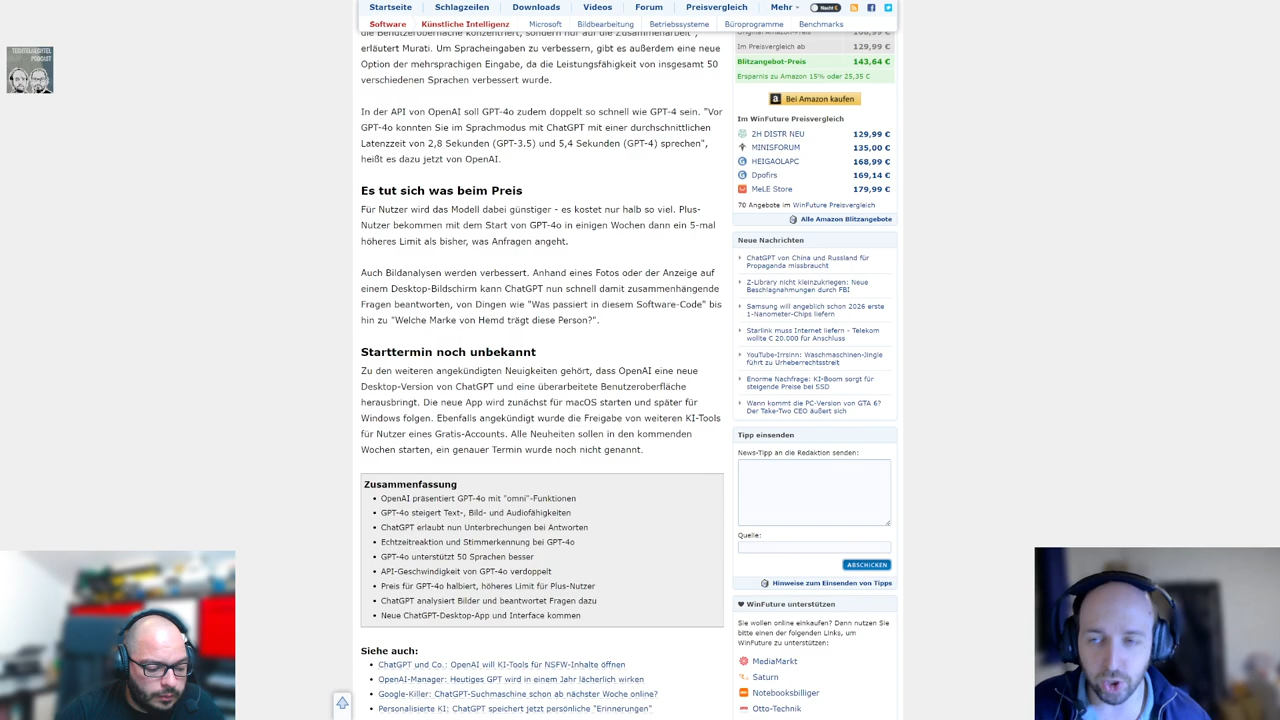 Startseite Schlagzeilen Downloads Videos Forum Preisvergleich Mehr Nacht
Software Künstliche Intelligenz Microsoft Bildbearbeitung Betriebssysteme Büroprogramme Benchmarks
PODCAST
die Benutzeroberfläche konzentriert, sondern nur auf die Zusammenarbeit",
erläutert Murati. Um Spracheingaben zu verbessern, gibt es außerdem eine neue
Option der mehrsprachigen Eingabe, da die Leistungsfähigkeit von insgesamt 50
verschiedenen Sprachen verbessert wurde.
In der API von OpenAI soll GPT-4o zudem doppelt so schnell wie GPT-4 sein. "Vor
GPT-4o konnten Sie im Sprachmodus mit ChatGPT mit einer durchschnittlichen
Latenzzeit von 2,8 Sekunden (GPT-3.5) und 5,4 Sekunden (GPT-4) sprechen",
heißt es dazu jetzt von OpenAI.
Es tut sich was beim Preis
Für Nutzer wird das Modell dabei günstiger - es kostet nur halb so viel. Plus-
Nutzer bekommen mit dem Start von GPT-4o in einigen Wochen dann ein 5-mal
höheres Limit als bisher, was Anfragen angeht.
Auch Bildanalysen werden verbessert. Anhand eines Fotos oder der Anzeige auf
einem Desktop-Bildschirm kann ChatGPT nun schnell damit zusammenhängende
Fragen beantworten, von Dingen wie "Was passiert in diesem Software-Code" bis
hin zu "Welche Marke von Hemd trägt diese Person?".
Starttermin noch unbekannt
Zu den weiteren angekündigten Neuigkeiten gehört, dass OpenAI eine neue
Desktop-Version von ChatGPT und eine überarbeitete Benutzeroberfläche
herausbringt. Die neue App wird zunächst für macOS starten und später für
Windows folgen. Ebenfalls angekündigt wurde die Freigabe von weiteren KI-Tools
für Nutzer eines Gratis-Accounts. Alle Neuheiten sollen in den kommenden
Wochen starten, ein genauer Termin wurde noch nicht genannt.
Zusammenfassung
• OpenAI präsentiert GPT-4o mit "omni"-Funktionen
• GPT-4o steigert Text-, Bild- und Audiofähigkeiten
• ChatGPT erlaubt nun Unterbrechungen bei Antworten
• Echtzeitreaktion und Stimmerkennung bei GPT-4o
• GPT-4o unterstützt 50 Sprachen besser
• API-Geschwindigkeit von GPT-4o verdoppelt
• Preis für GPT-4o halbiert, höheres Limit für Plus-Nutzer
• ChatGPT analysiert Bilder und beantwortet Fragen dazu
• Neue ChatGPT-Desktop-App und Interface kommen
Siehe auch:
• ChatGPT und Co.: OpenAI will KI-Tools für NSFW-Inhalte öffnen
• OpenAI-Manager: Heutiges GPT wird in einem Jahr lächerlich wirken
• Google-Killer: ChatGPT-Suchmaschine schon ab nächster Woche online?
• Personalisierte KI: ChatGPT speichert jetzt persönliche "Erinnerungen"
Original Amazon-Preis
Im Preisvergleich ab 129,99 €
Blitzangebot-Preis 143,64 €
Ersparnis zu Amazon 15% oder 25,35 €
Bei Amazon kaufen
Im WinFuture Preisvergleich
2H DISTR NEU 129,99 €
MINISFORUM 135,00 €
HEIGAOLAPC 168,99 €
Dpofirs 169,14 €
MeLE Store 179,99 €
70 Angebote im WinFuture Preisvergleich
Alle Amazon Blitzangebote
Neue Nachrichten
ChatGPT von China und Russland für
Propaganda missbraucht
Z-Library nicht kleinzukriegen: Neue
Beschlagnahmungen durch FBI
Samsung will angeblich schon 2026 erste
1-Nanometer-Chips liefern
Starlink muss Internet liefern - Telekom
wollte € 20.000 für Anschluss
YouTube-Irrsinn: Waschmaschinen-Jingle
führt zu Urheberrechtsstreit
Enorme Nachfrage: KI-Boom sorgt für
steigende Preise bei SSD
Wann kommt die PC-Version von GTA 6?
Der Take-Two CEO äußert sich
Tipp einsenden
News-Tipp an die Redaktion senden:
Quelle:
ABSCHICKEN
Hinweise zum Einsenden von Tipps
WinFuture unterstützen
Sie wollen online einkaufen? Dann nutzen Sie
bitte einen der folgenden Links, um
WinFuture zu unterstützen:
MediaMarkt
Saturn
Notebooksbilliger
Otto-Technik